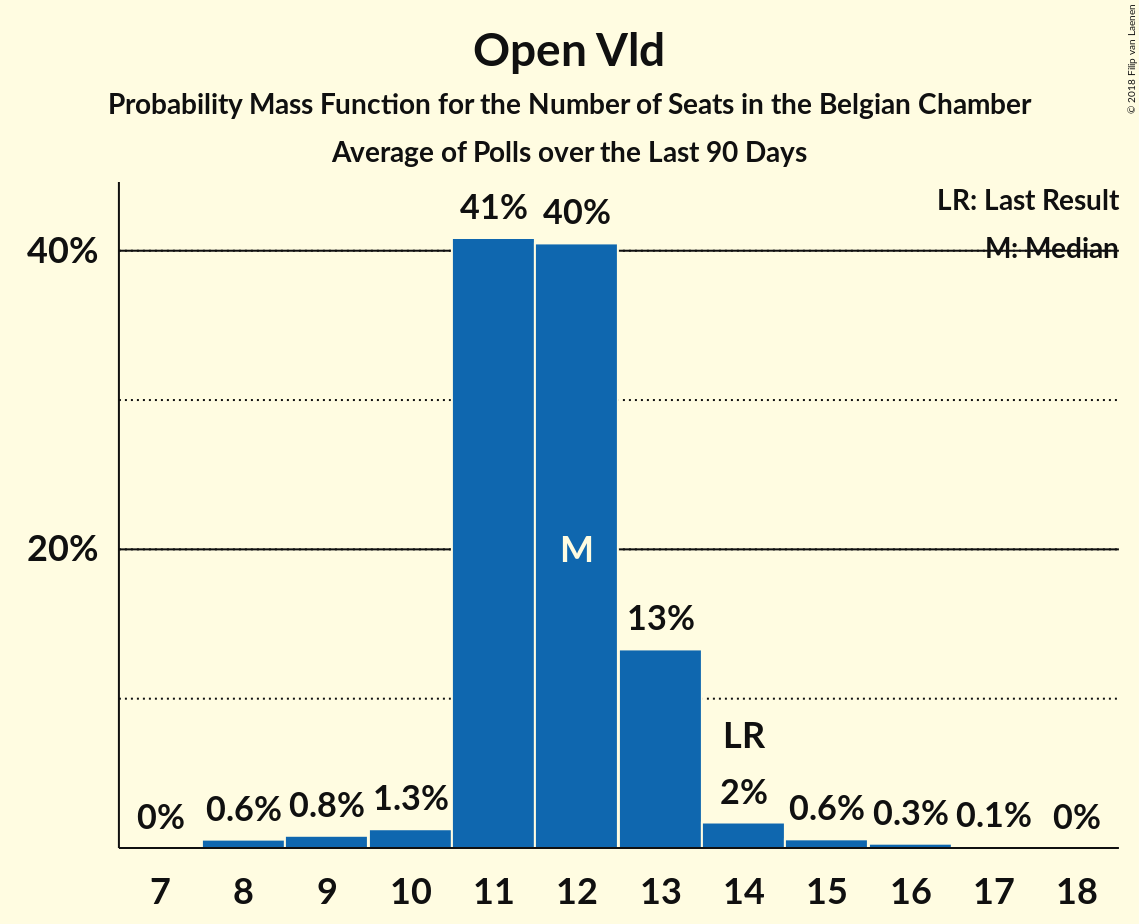 Open Vld
Probability Mass Function for the Number of Seats in the Belgian Chamber
Average of Polls over the Last 90 Days
© 2018 Filip van Laenen
LR: Last Result
M: Median
40%
20%
41%
40%
M
13%
LR
0%
0.6%
0.8%
1.3%
2%
0.6%
0.3%
0.1%
0%
7 8 9 10 11 12 13 14 15 16 17 18